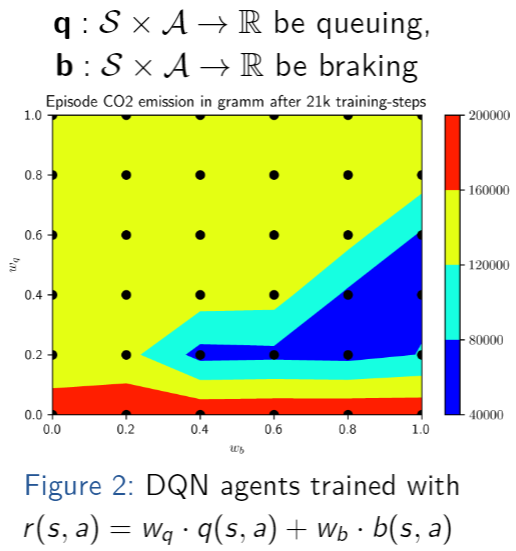 q : S × A → ℝ be queuing,
b : S × A → ℝ be braking
Episode CO2 emission in gramm after 21k training-steps
1.0
0.8
0.6
0.4
0.2
0.0
w_q
0.0 0.2 0.4 0.6 0.8 1.0
w_b
200000
160000
120000
80000
40000
Figure 2: DQN agents trained with
r(s, a) = w_q · q(s, a) + w_b · b(s, a)